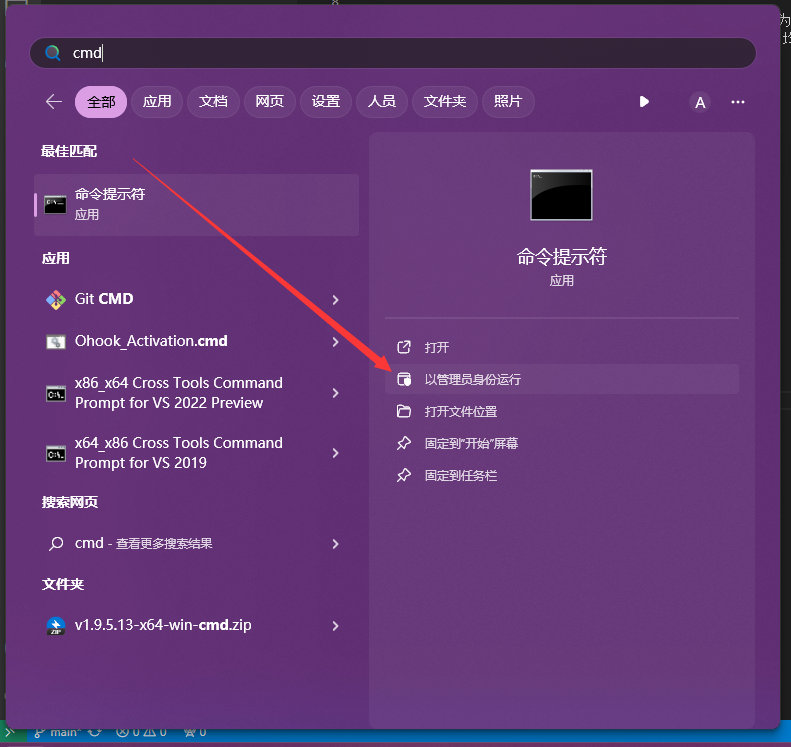 cmd
全部
应用
文档
网页
设置
人员
文件夹
照片
A
最佳匹配
命令提示符
应用
应用
Git CMD
Ohook_Activation.cmd
x86_x64 Cross Tools Command
Prompt for VS 2022 Preview
x64_x86 Cross Tools Command
Prompt for VS 2019
搜索网页
cmd - 查看更多搜索结果
文件夹
v1.9.5.13-x64-win-cmd.zip
命令提示符
应用
打开
以管理员身份运行
打开文件位置
固定到"开始"屏幕
固定到任务栏
main* 0 0 0